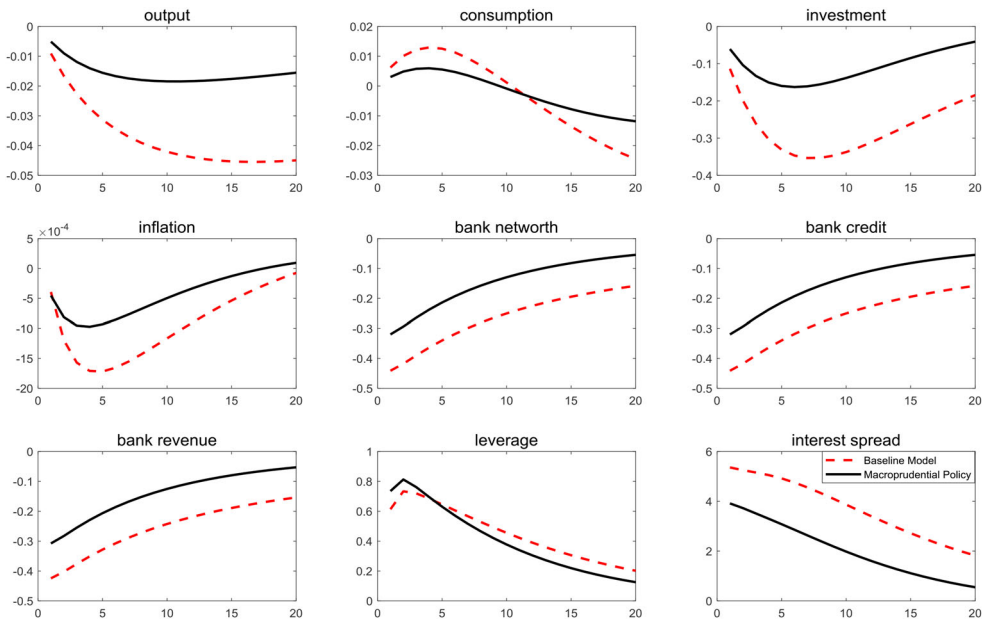 output
0
-0.01
-0.02
-0.03
-0.04
-0.05
0 5 10 15 20
consumption
0.02
0.01
0
-0.01
-0.02
-0.03
0 5 10 15 20
investment
0
-0.1
-0.2
-0.3
-0.4
0 5 10 15 20
inflation
×10-4
5
0
-5
-10
-15
-20
0 5 10 15 20
bank networth
0
-0.1
-0.2
-0.3
-0.4
-0.5
0 5 10 15 20
bank credit
0
-0.1
-0.2
-0.3
-0.4
-0.5
0 5 10 15 20
bank revenue
0
-0.1
-0.2
-0.3
-0.4
-0.5
0 5 10 15 20
leverage
1
0.8
0.6
0.4
0.2
0
0 5 10 15 20
interest spread
6
4
2
0
0 5 10 15 20
Baseline Model
Macroprudential Policy